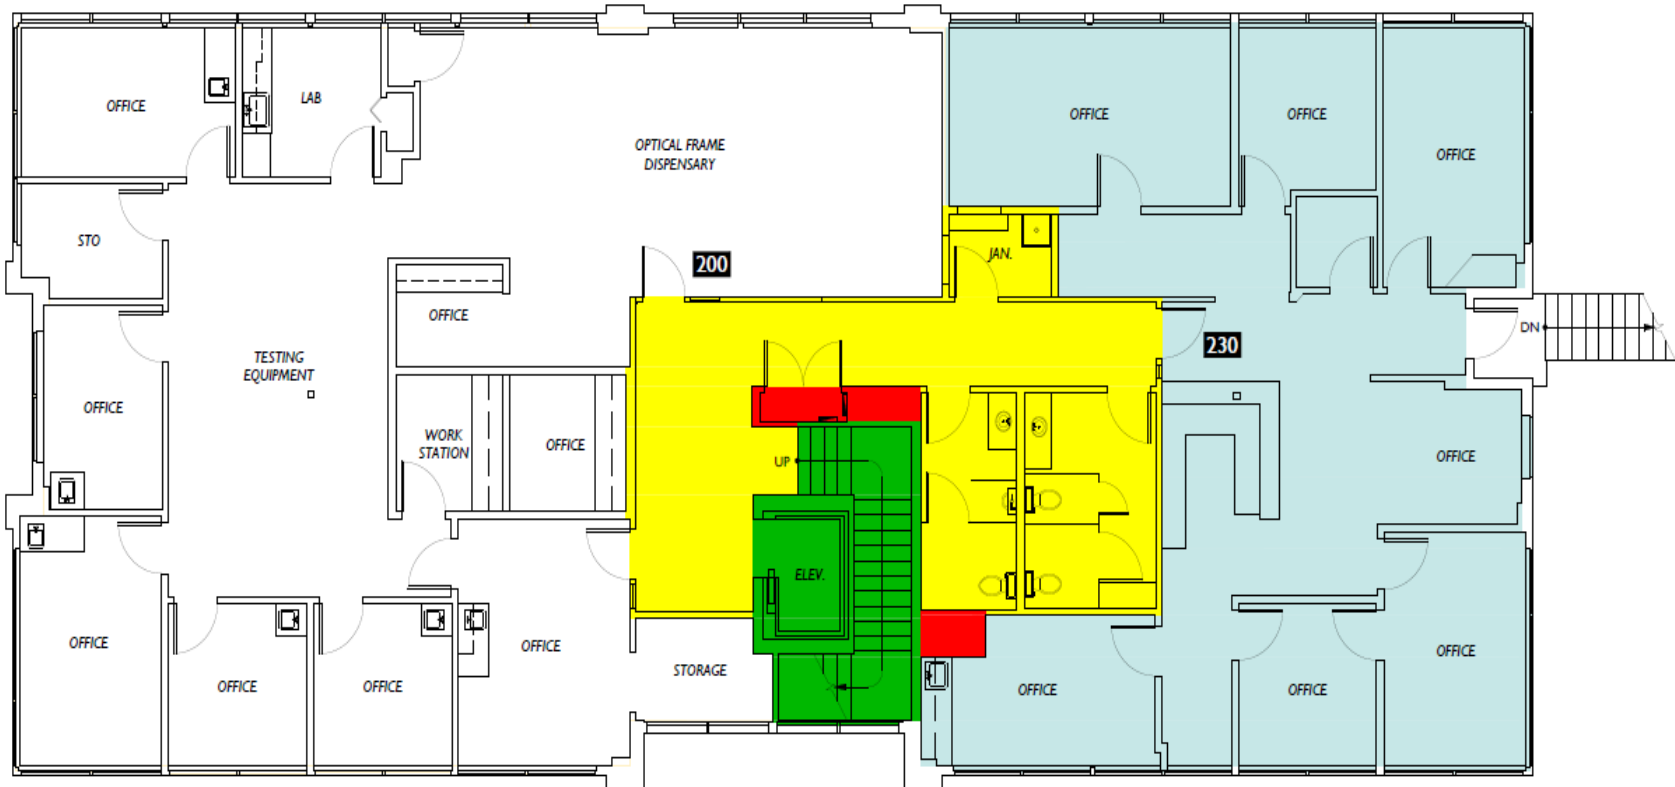 OFFICE
LAB
OPTICAL FRAME
DISPENSARY
OFFICE
OFFICE
OFFICE
STO
JAN.
200
OFFICE
230
DN
TESTING
EQUIPMENT
OFFICE
WORK
STATION
OFFICE
UP
OFFICE
ELEV.
OFFICE
OFFICE
STORAGE
OFFICE
OFFICE
OFFICE
OFFICE
OFFICE
OFFICE